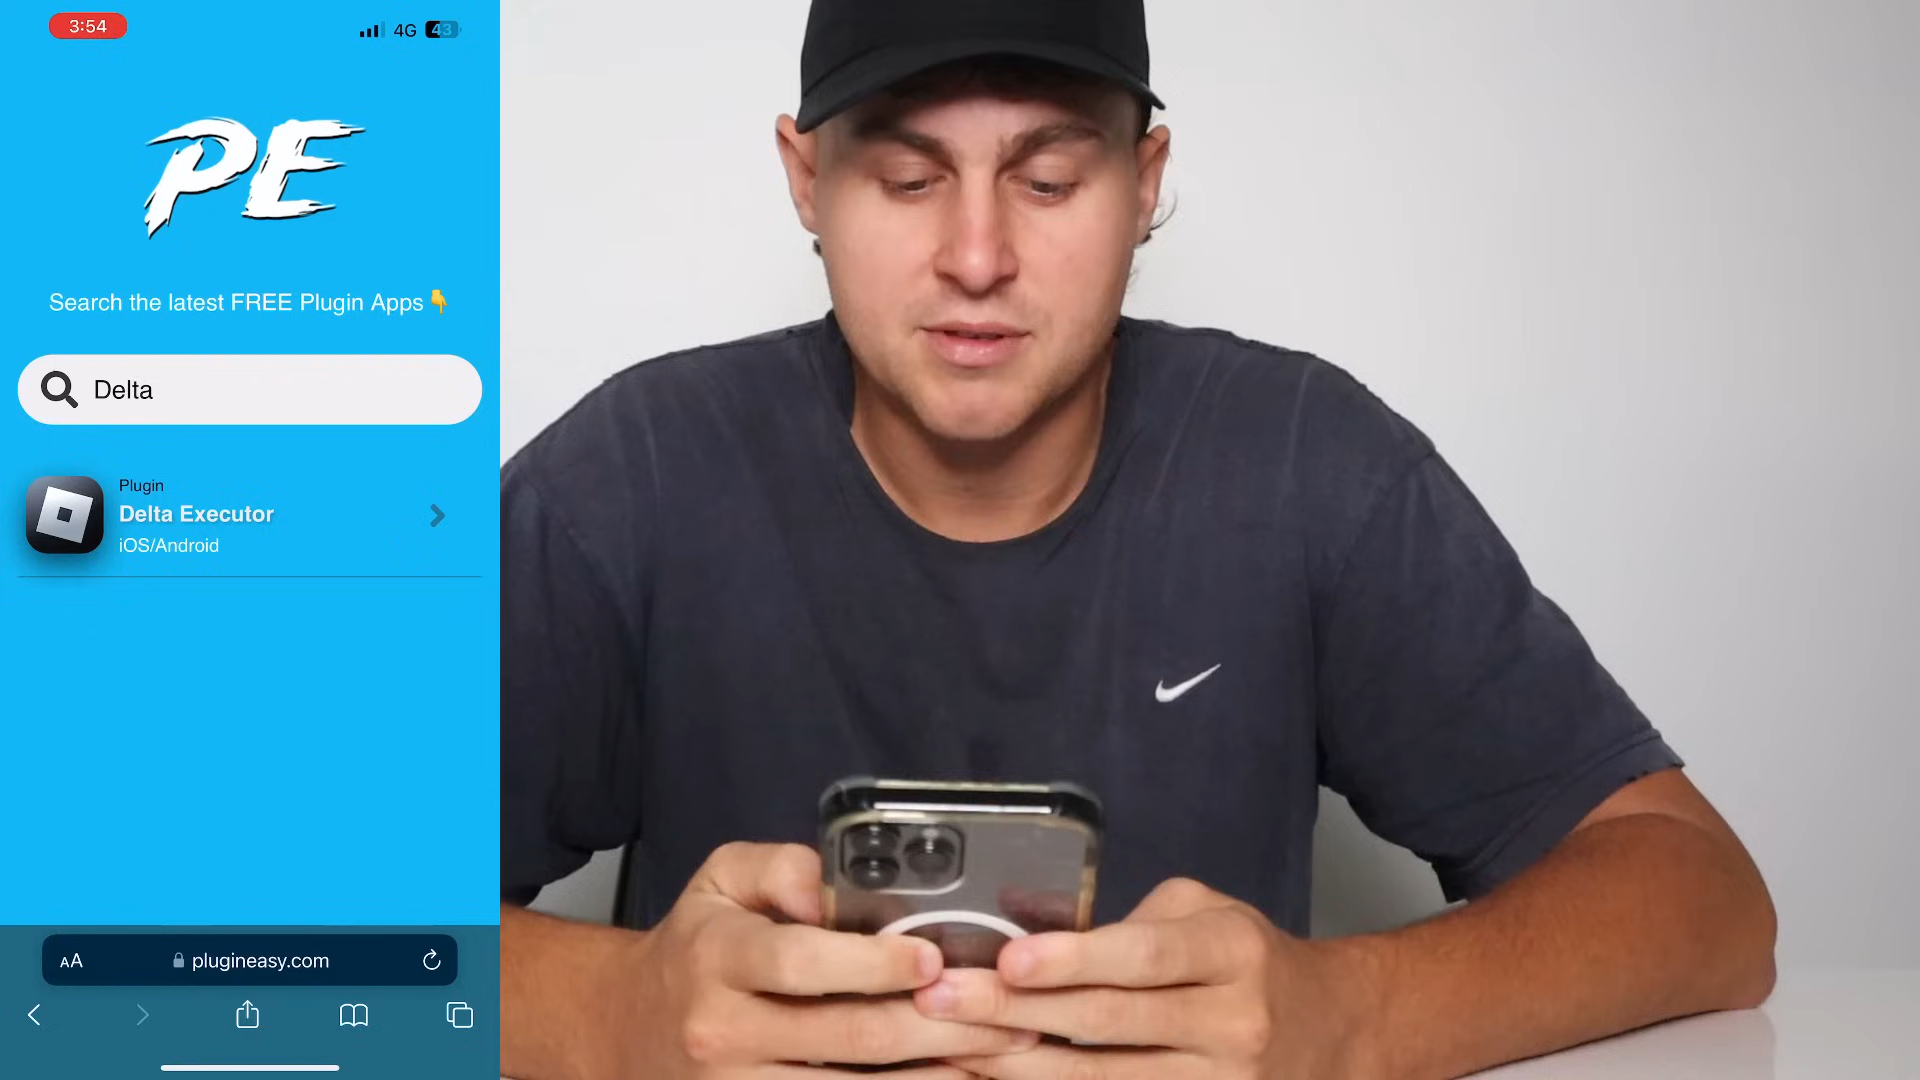 3:54
4G 43
PE
Search the latest FREE Plugin Apps👇
Delta
Plugin
Delta Executor
iOS/Android
AA plugineasy.com